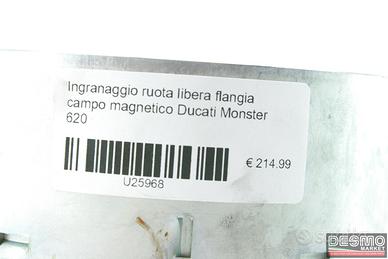 Ingranaggio ruota libera flangia
campo magnetico Ducati Monster
620
€ 214.99
U25968
DESMO
MARKET